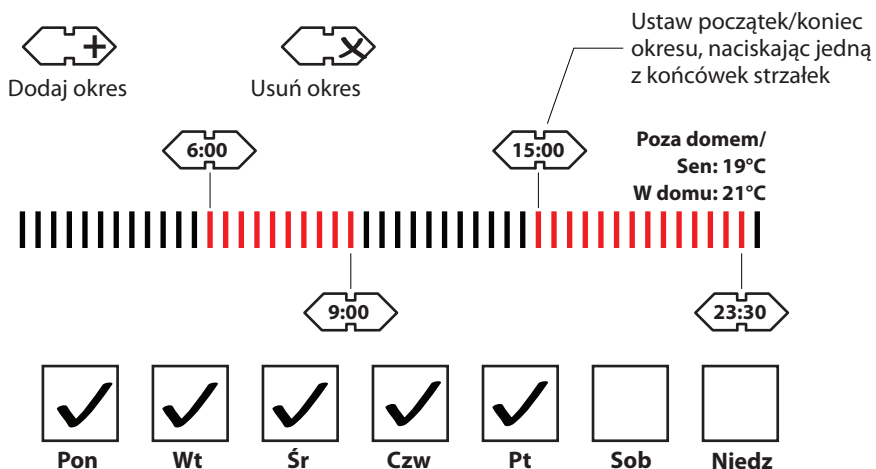 Dodaj okres
Usuń okres
Ustaw początek/koniec
okresu, naciskając jedną
z końcówek strzałek
6:00
15:00
Poza domem/
Sen: 19°C
W domu: 21°C
9:00
23:30
Pon
Wt
Śr
Czw
Pt
Sob
Niedz